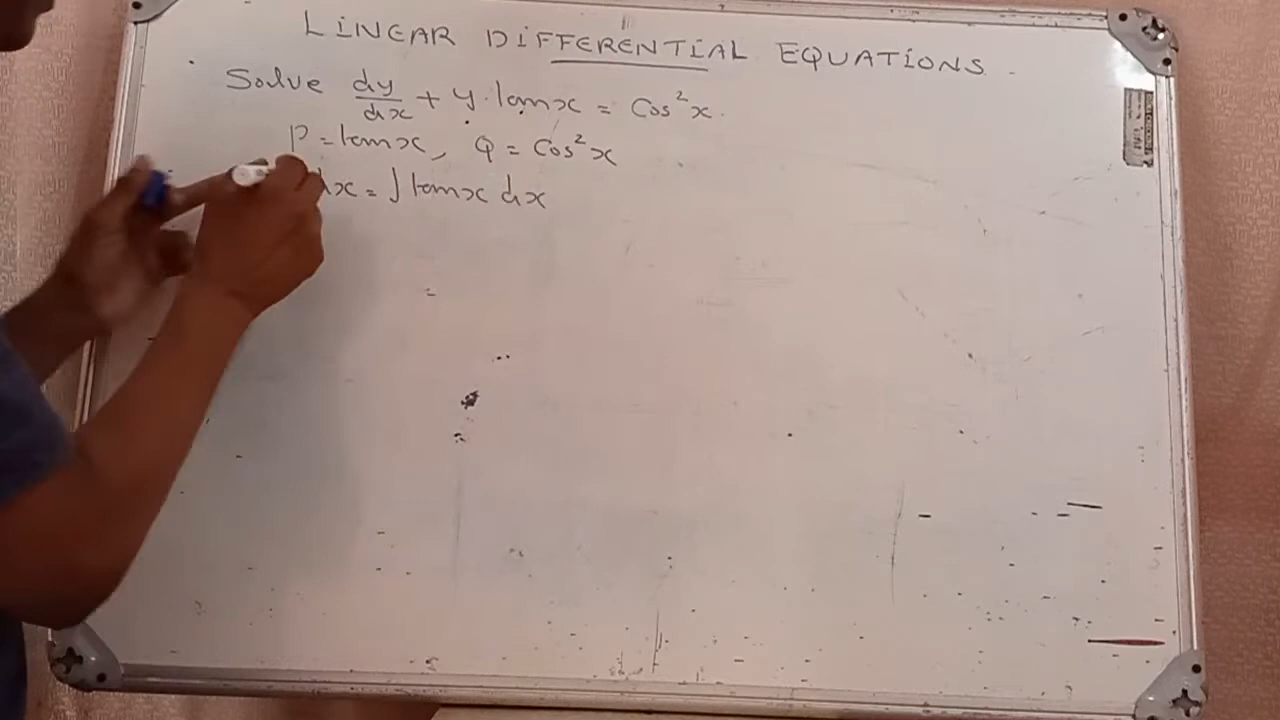 LINEAR DIFFERENTIAL EQUATIONS
Solve dy/dx + y.tanx = Cos²x.
P = tanx, Q = Cos²x
dx = ∫tanx dx